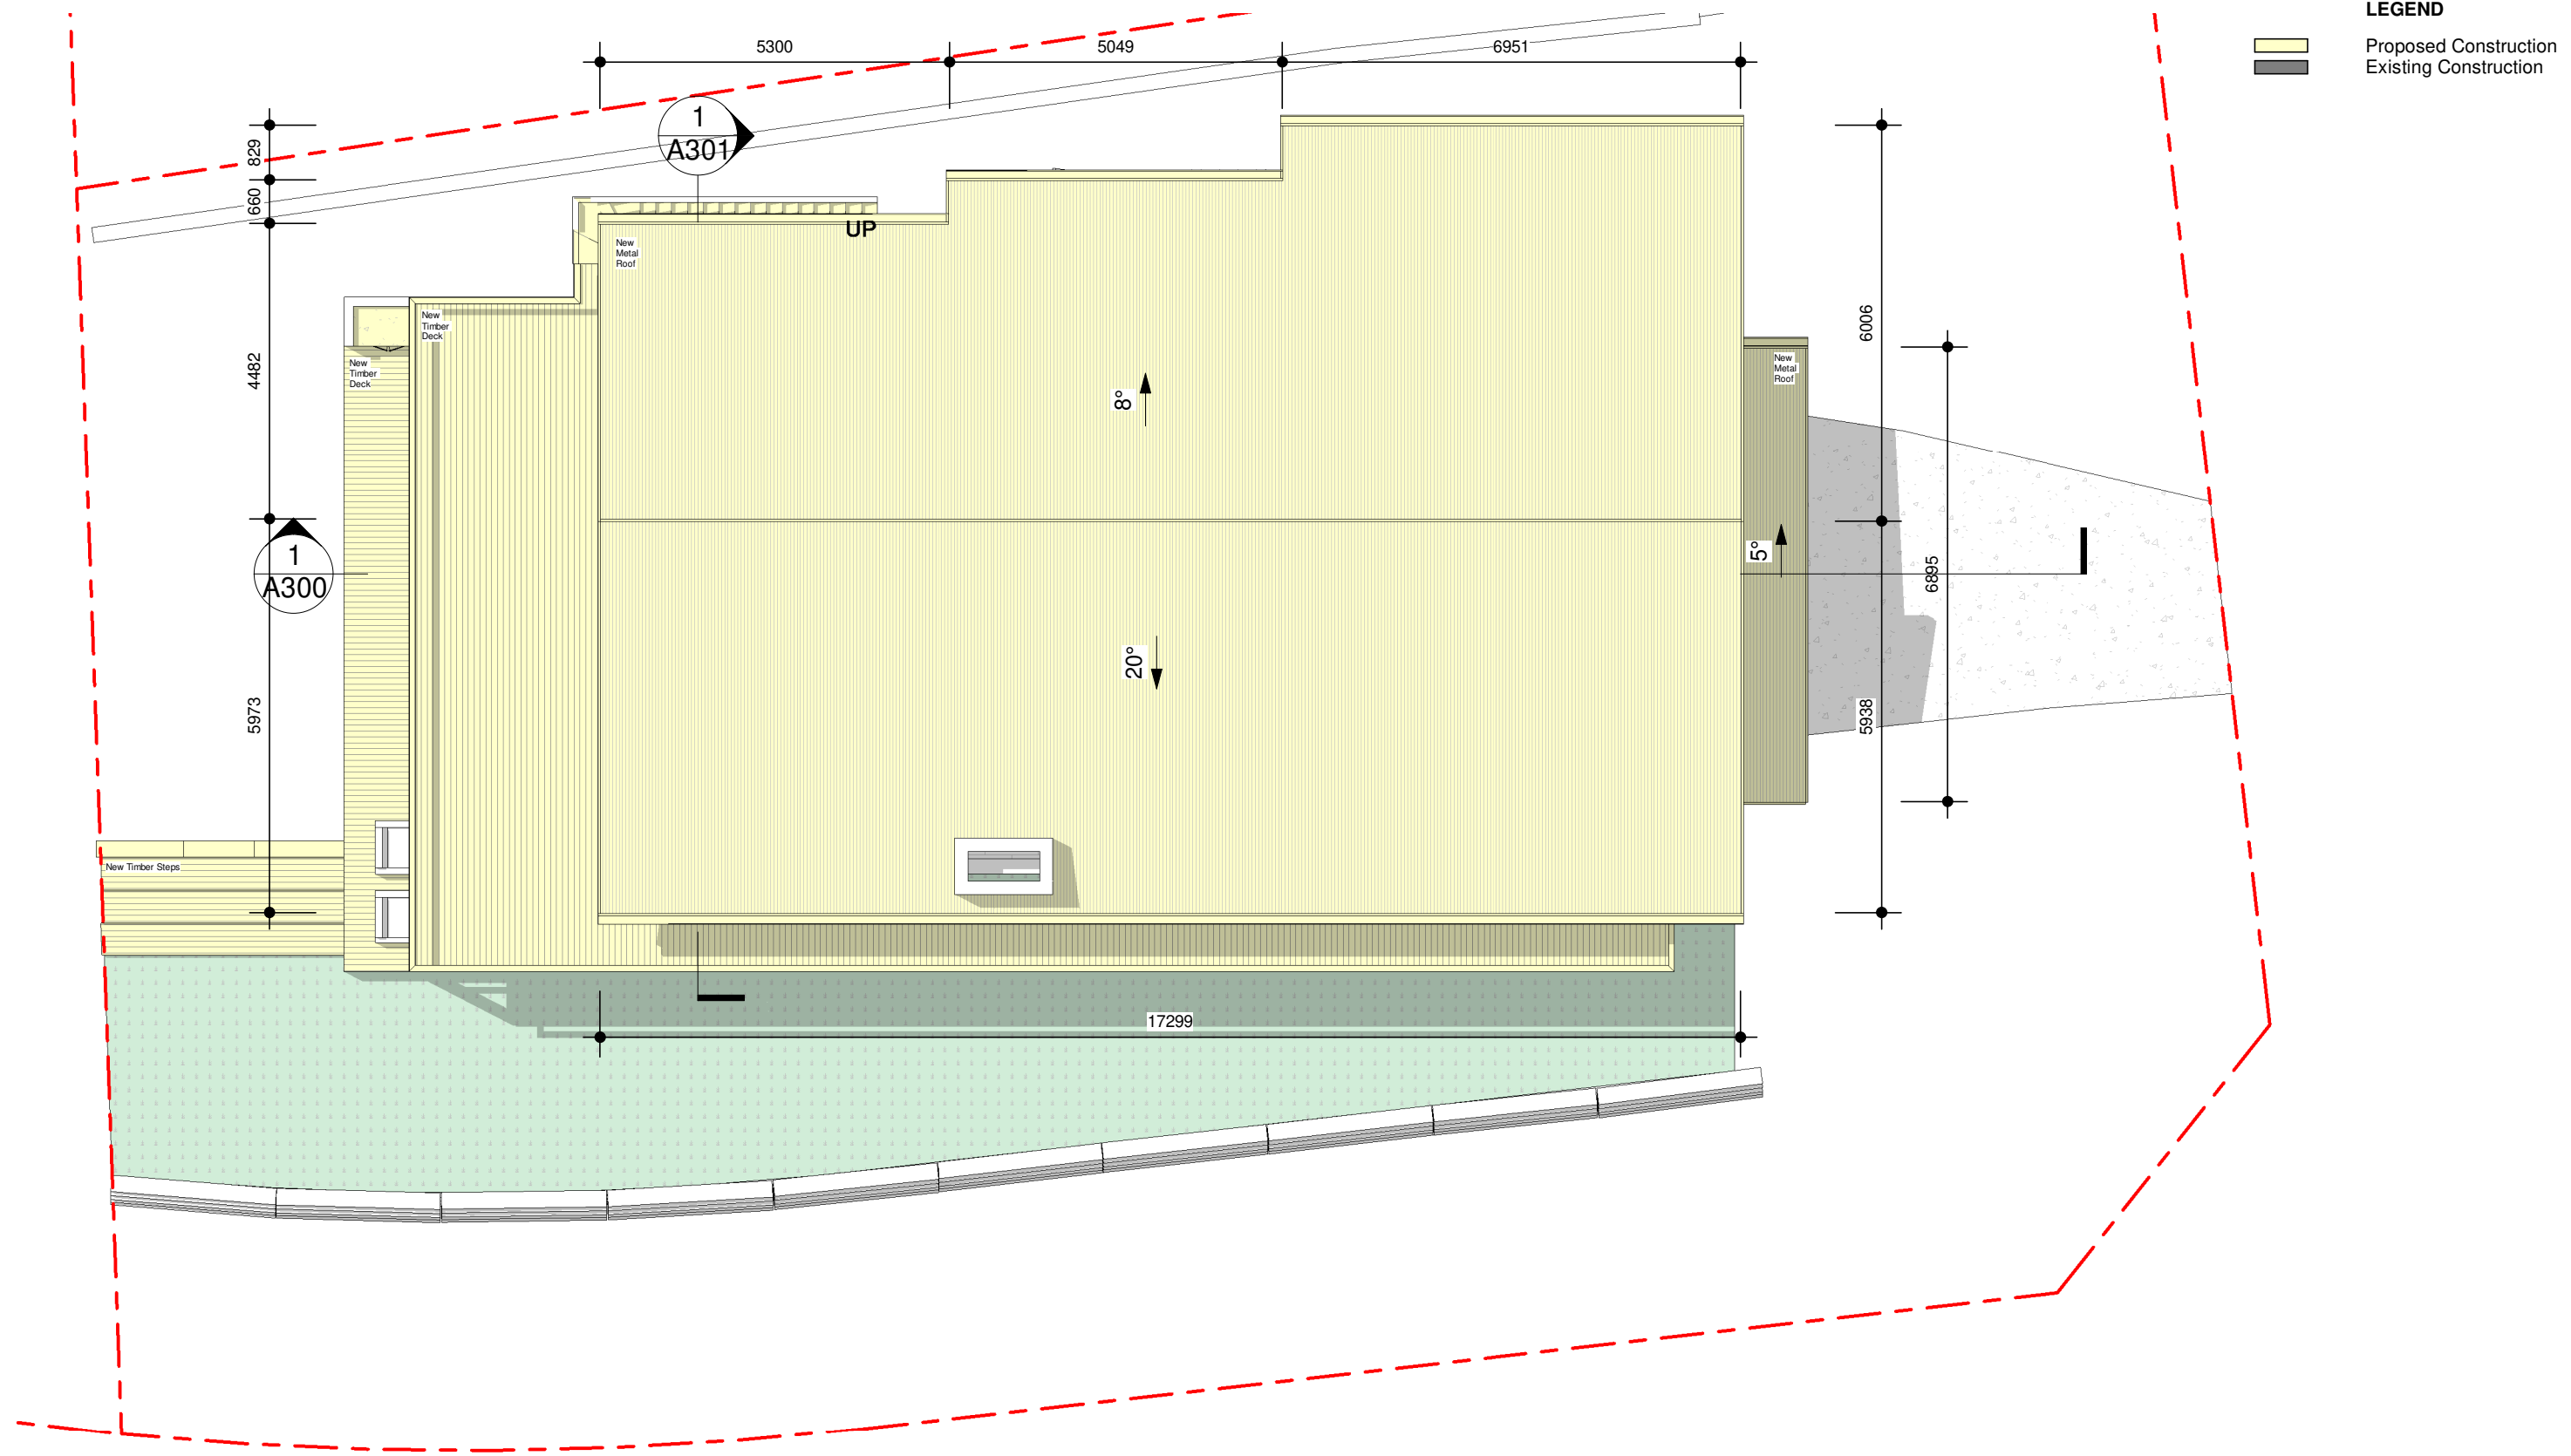 LEGEND
Proposed Construction
Existing Construction
5300
5049
6951
829
660
4482
5973
1
A301
UP
New
Metal
Roof
New
Timber
Deck
New
Timber
Deck
8°
20°
5°
New
Metal
Roof
6006
6895
5938
1
A300
New Timber Steps
17299